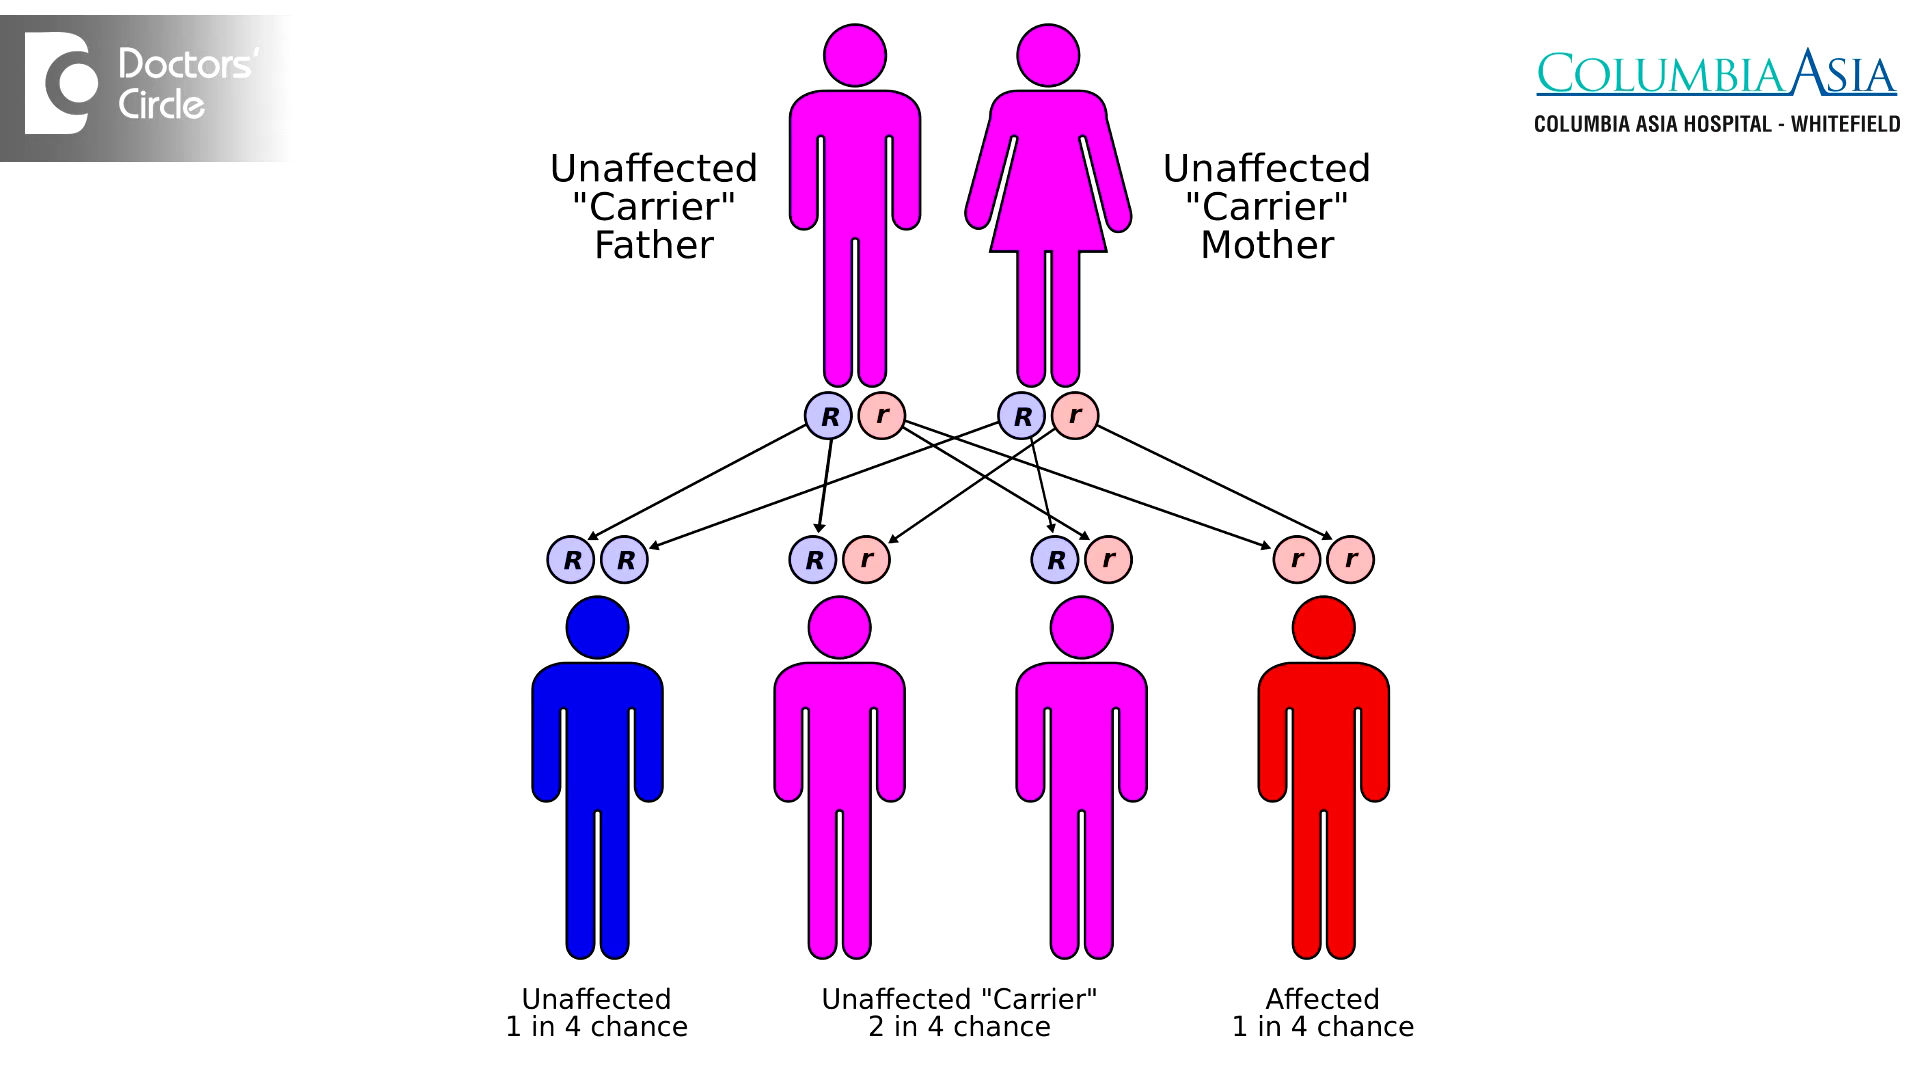 Doctors'
Circle
COLUMBIA ASIA
COLUMBIA ASIA HOSPITAL - WHITEFIELD
Unaffected
"Carrier"
Father
Unaffected
"Carrier"
Mother
R r R r
R R R r R r r r
Unaffected
1 in 4 chance
Unaffected "Carrier"
2 in 4 chance
Affected
1 in 4 chance